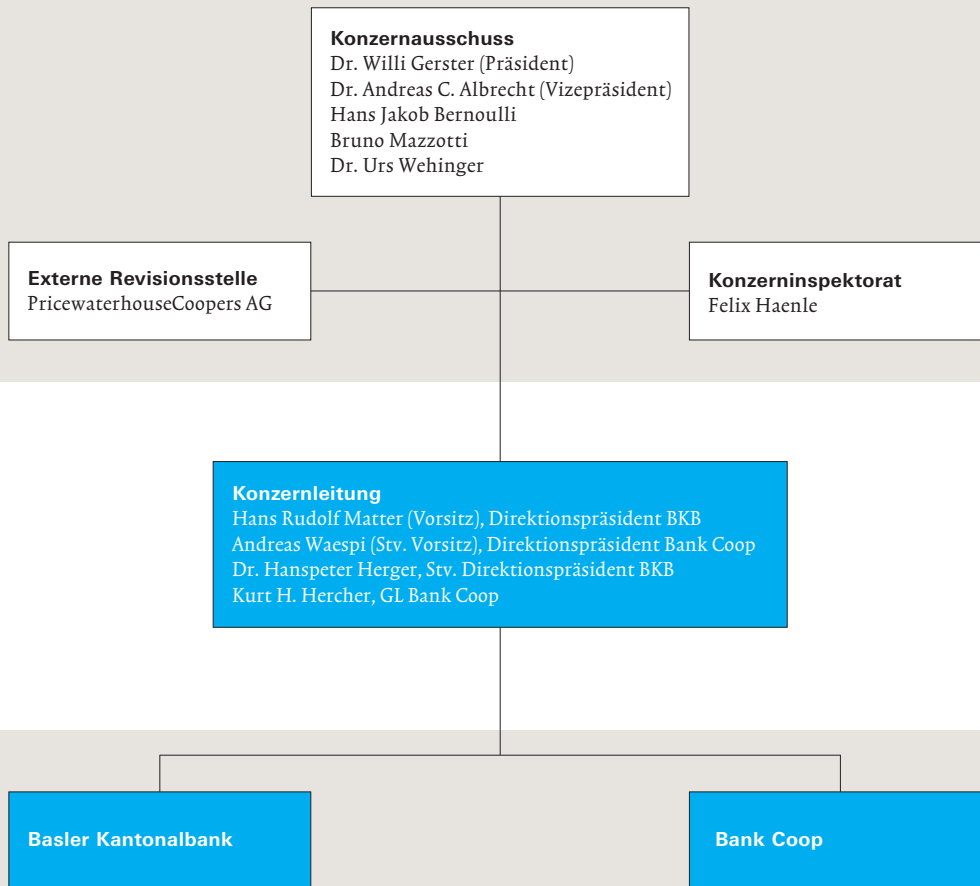 Konzernausschuss
Dr. Willi Gerster (Präsident)
Dr. Andreas C. Albrecht (Vizepräsident)
Hans Jakob Bernoulli
Bruno Mazzotti
Dr. Urs Wehinger
Externe Revisionsstelle
PricewaterhouseCoopers AG
Konzerninspektorat
Felix Haenle
Konzernleitung
Hans Rudolf Matter (Vorsitz), Direktionspräsident BKB
Andreas Waespi (Stv. Vorsitz), Direktionspräsident Bank Coop
Dr. Hanspeter Herger, Stv. Direktionspräsident BKB
Kurt H. Hercher, GL Bank Coop
Basler Kantonalbank
Bank Coop